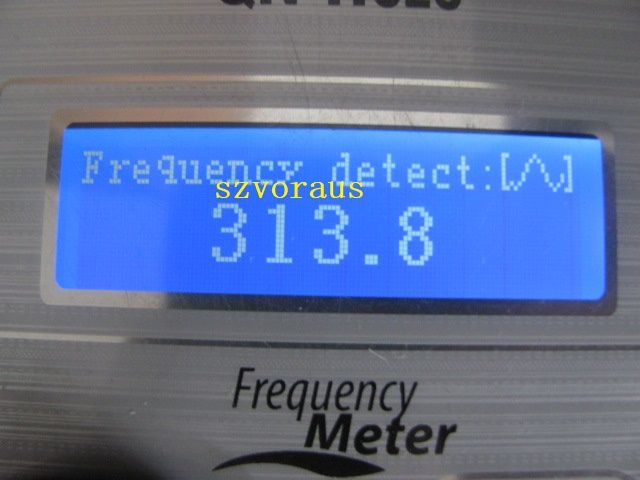 Frequency detect:[
szvoraus
313.8
Frequency
Meter